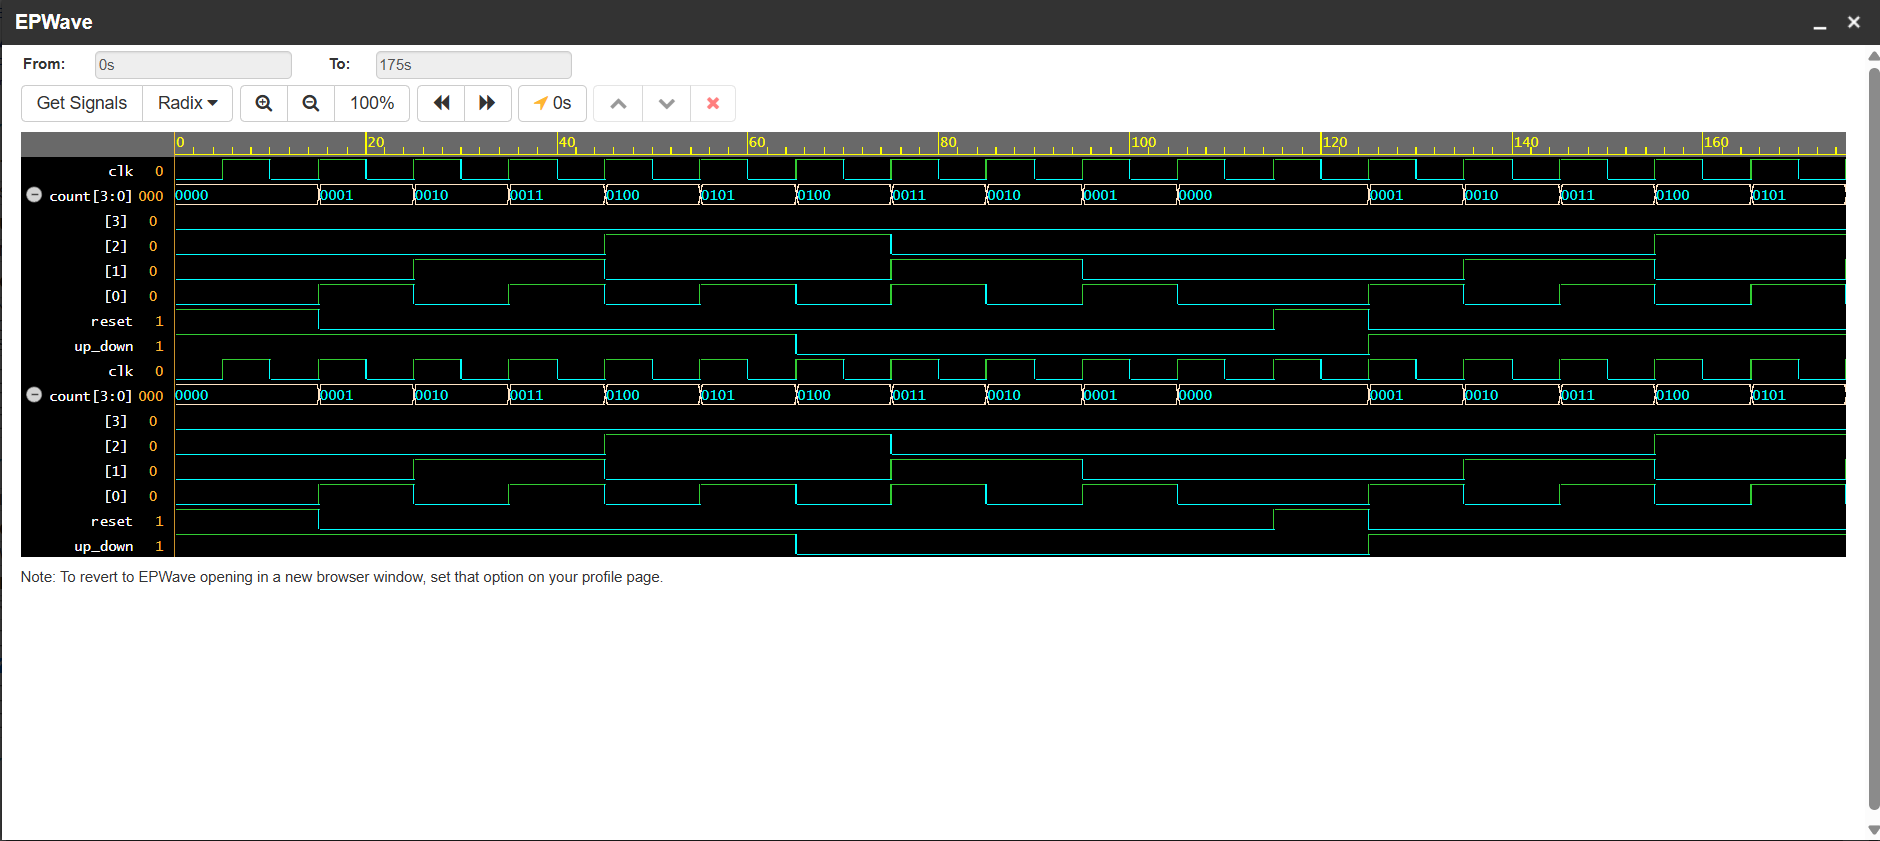 EPWave
From: 0s To: 175s
Get Signals Radix 100% 0s
0 20 40 60 80 100 120 140 160
clk 0
count[3:0] 000 0000 0001 0010 0011 0100 0101 0100 0011 0010 0001 0000 0001 0010 0011 0100 0101
[3] 0
[2] 0
[1] 0
[0] 0
reset 1
up_down 1
clk 0
count[3:0] 000 0000 0001 0010 0011 0100 0101 0100 0011 0010 0001 0000 0001 0010 0011 0100 0101
[3] 0
[2] 0
[1] 0
[0] 0
reset 1
up_down 1
Note: To revert to EPWave opening in a new browser window, set that option on your profile page.